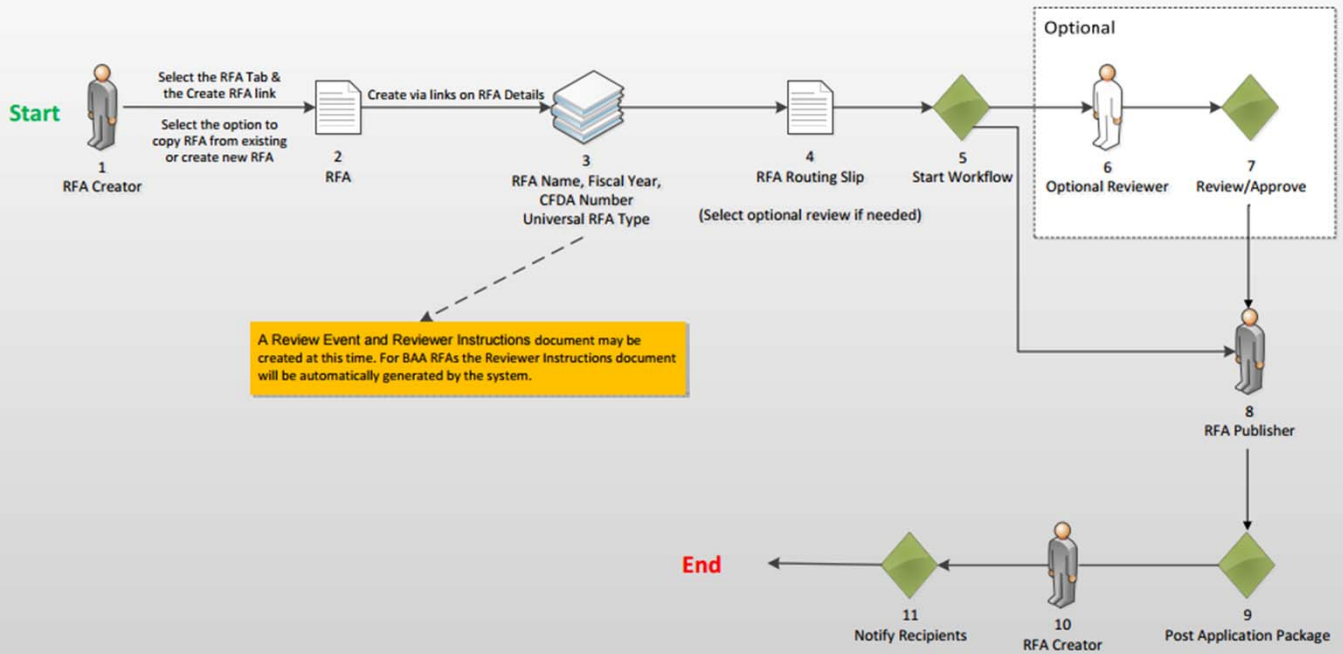 Optional
Start
Select the RFA Tab &
the Create RFA link
Select the option to
copy RFA from existing
or create new RFA
Create via links on RFA Details
1
RFA Creator
2
RFA
3
RFA Name, Fiscal Year,
CFDA Number
Universal RFA Type
4
RFA Routing Slip
(Select optional review if needed)
5
Start Workflow
6
Optional Reviewer
7
Review/Approve
A Review Event and Reviewer Instructions document may be
created at this time. For BAA RFAs the Reviewer Instructions document
will be automatically generated by the system.
8
RFA Publisher
9
Post Application Package
10
RFA Creator
11
Notify Recipients
End